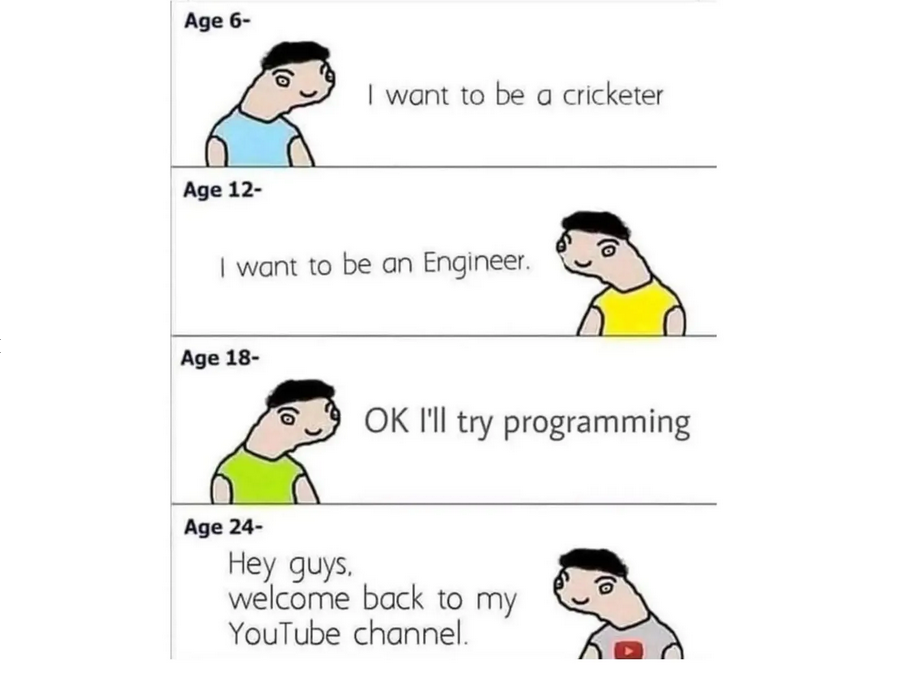 Age 6-
I want to be a cricketer
Age 12-
I want to be an Engineer.
Age 18-
OK I'll try programming
Age 24-
Hey guys,
welcome back to my
YouTube channel.